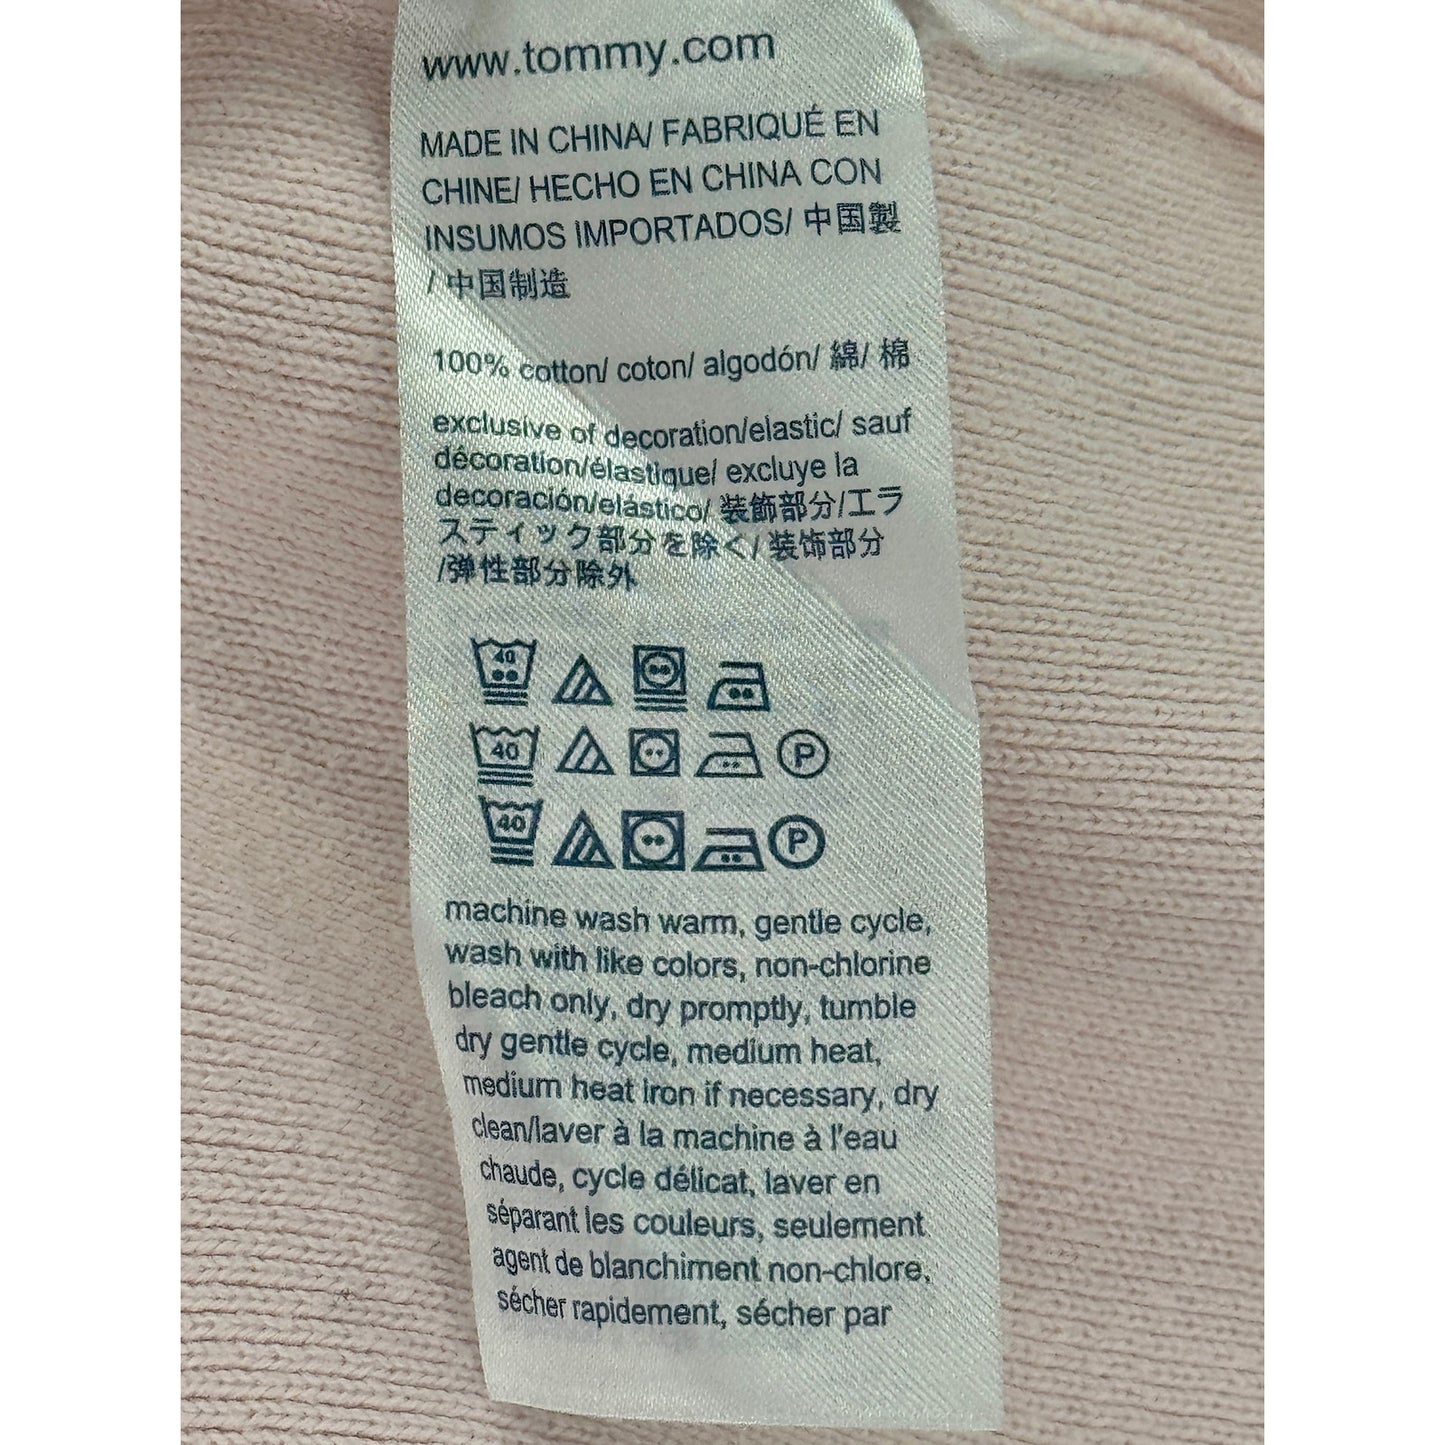 www.tommy.com
MADE IN CHINA/ FABRIQUÉ EN
CHINE/ HECHO EN CHINA CON
INSUMOS IMPORTADOS/ 中国製
/ 中国制造
100% cotton/ coton/ algodón/ 綿/ 棉
exclusive of decoration/elastic/ sauf
décoration/élastique/ excluye la
decoración/elástico/ 装飾部分/エラ
スティック部分を除く/ 装饰部分
/弹性部分除外
40
40 P
40 P
machine wash warm, gentle cycle,
wash with like colors, non-chlorine
bleach only, dry promptly, tumble
dry gentle cycle, medium heat,
medium heat iron if necessary, dry
clean/laver à la machine à l'eau
chaude, cycle délicat, laver en
séparant les couleurs, seulement
agent de blanchiment non-chlore,
sécher rapidement, sécher par